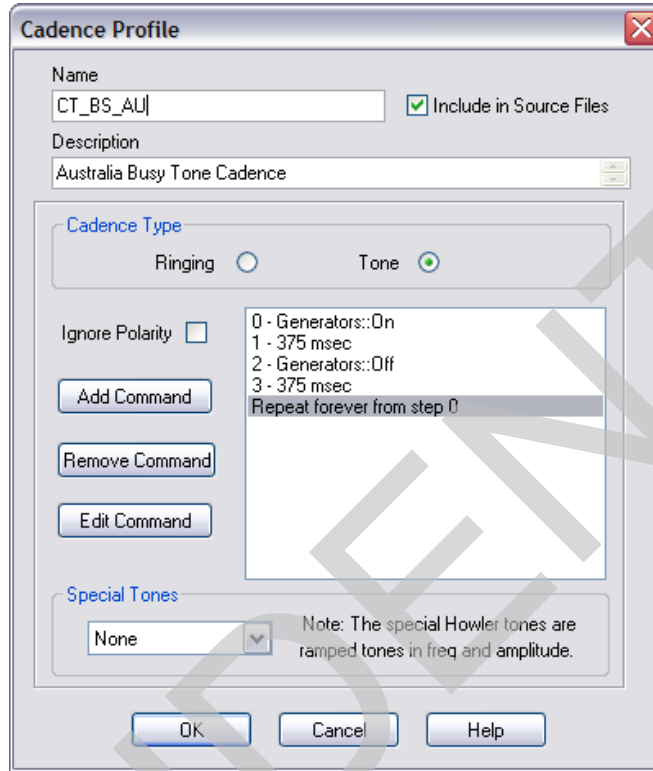 Cadence Profile
Name
CT_BS_AU
Include in Source Files
Description
Australia Busy Tone Cadence
Cadence Type
Ringing
Tone
Ignore Polarity
0 - Generators::On
1 - 375 msec
2 - Generators::Off
3 - 375 msec
Repeat forever from step 0
Add Command
Remove Command
Edit Command
Special Tones
None
Note: The special Howler tones are
ramped tones in freq and amplitude.
OK
Cancel
Help